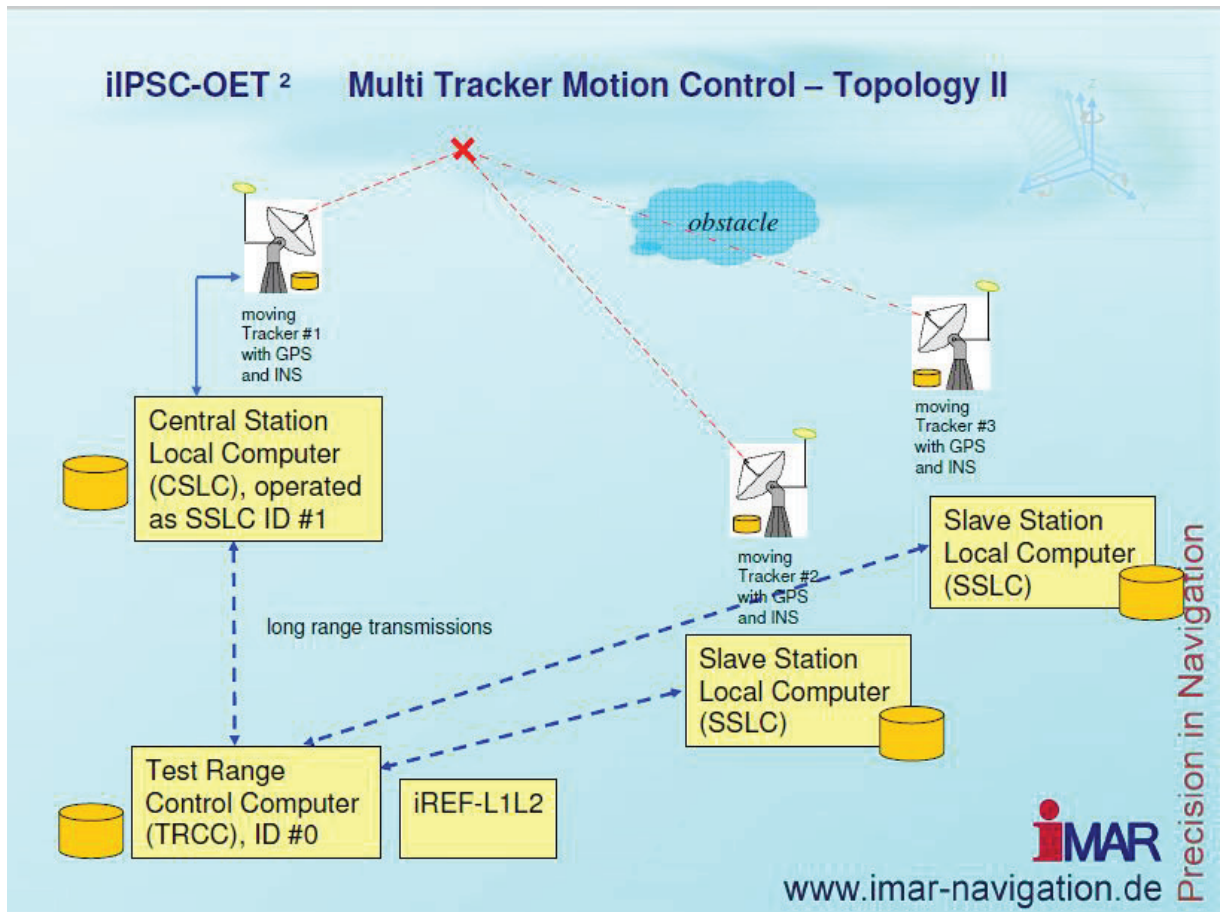 iIPSC-OET ² Multi Tracker Motion Control – Topology II
obstacle
moving
Tracker #1
with GPS
and INS
moving
Tracker #3
with GPS
and INS
Central Station
Local Computer
(CSLC), operated
as SSLC ID #1
moving
Tracker #2
with GPS
and INS
Slave Station
Local Computer
(SSLC)
long range transmissions
Slave Station
Local Computer
(SSLC)
Test Range
Control Computer
(TRCC), ID #0
iREF-L1L2
iMAR
www.imar-navigation.de
Precision in Navigation